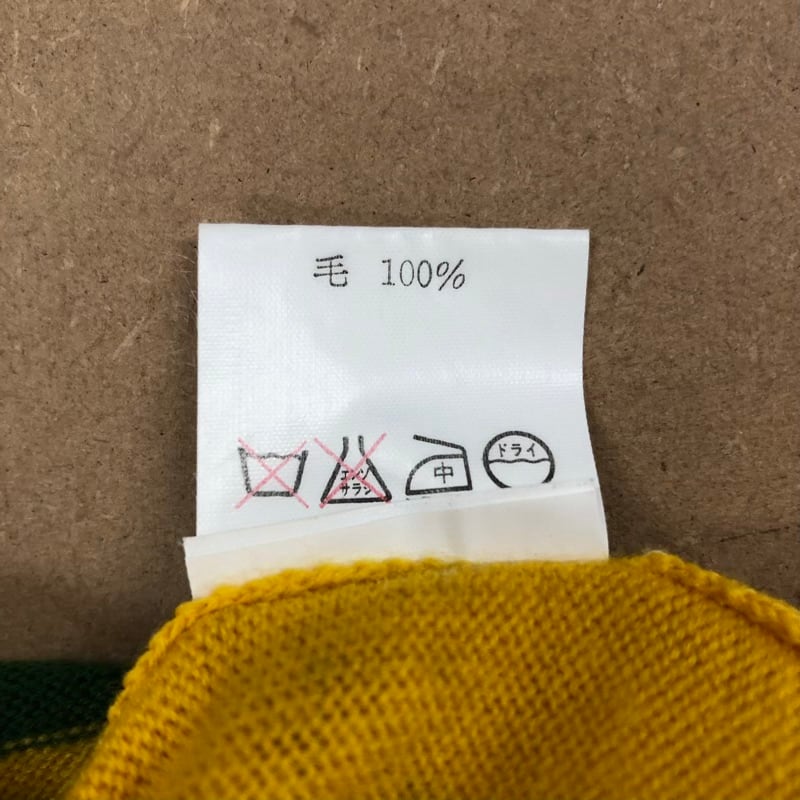 毛 100%
エンソ
サラシ
中
ドライ